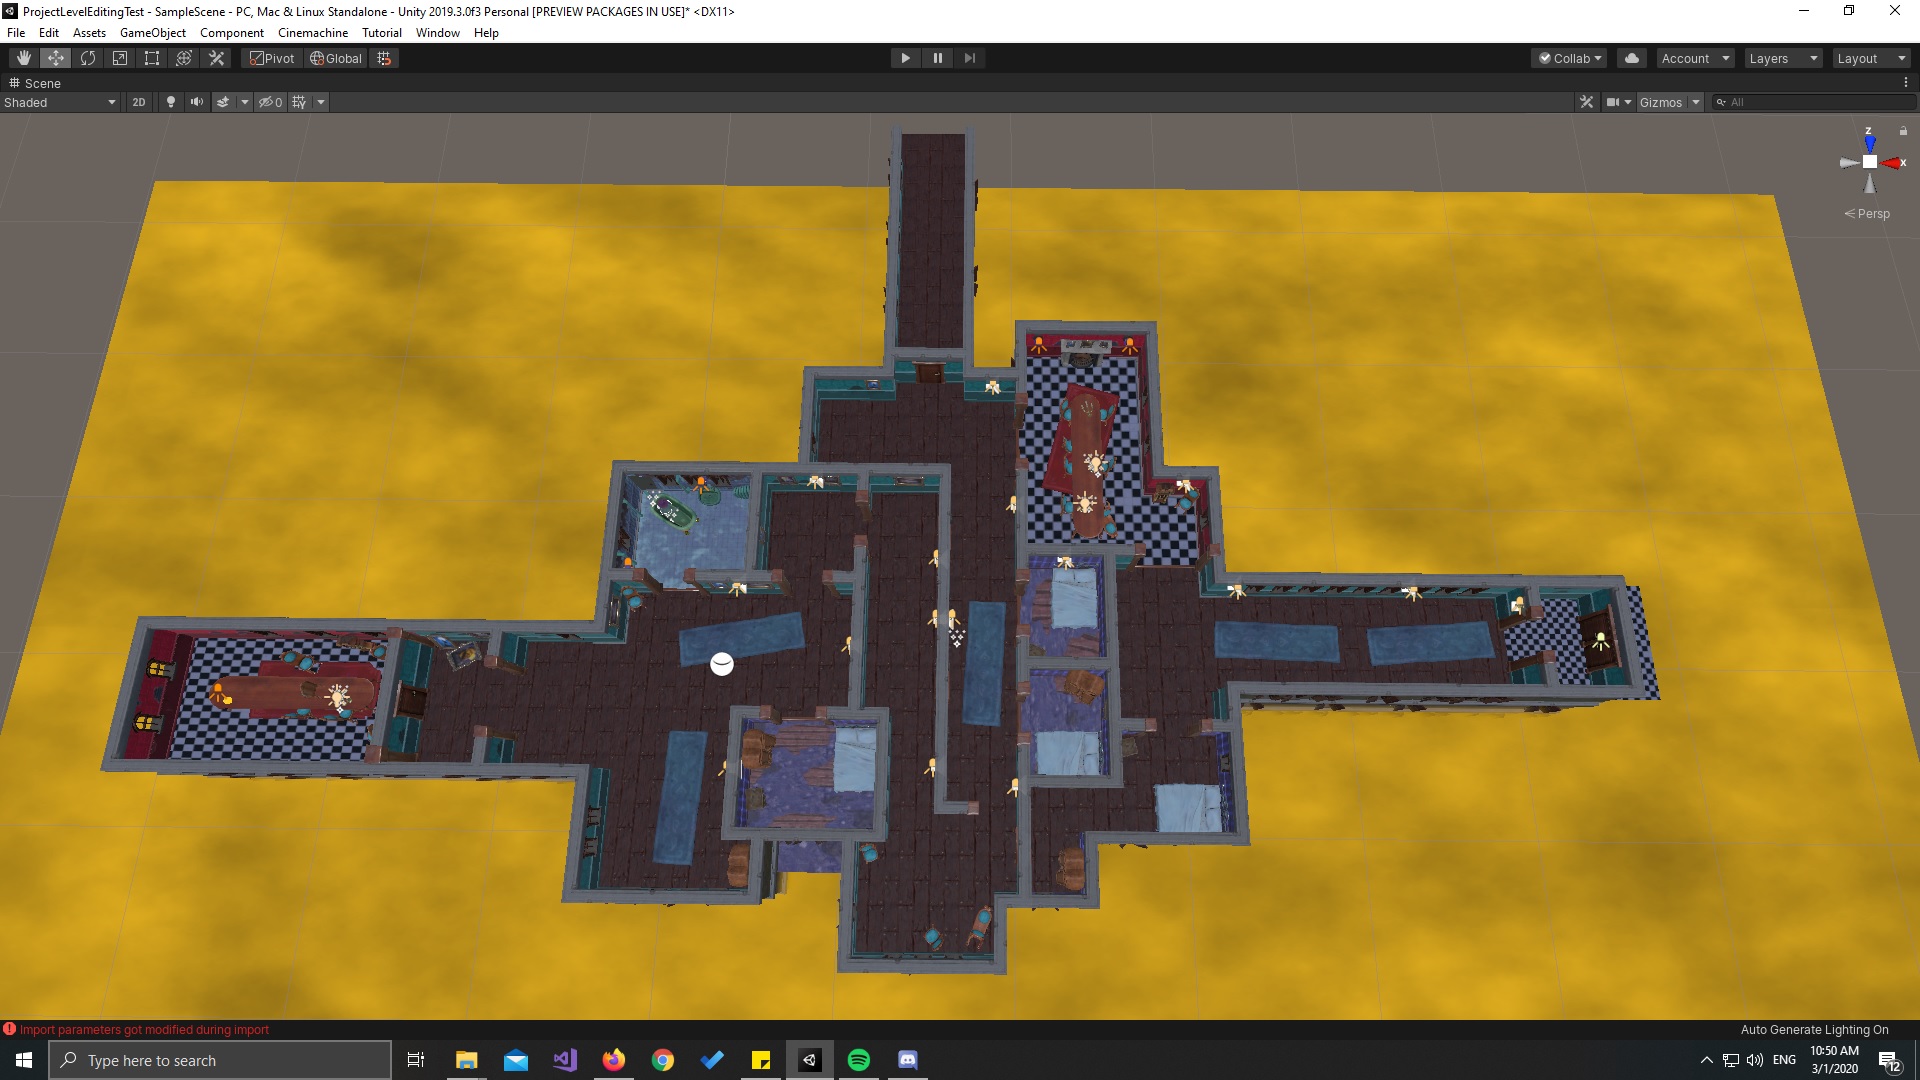 ProjectLevelEditingTest - SampleScene - PC, Mac & Linux Standalone - Unity 2019.3.0f3 Personal [PREVIEW PACKAGES IN USE]* <DX11>
File Edit Assets GameObject Component Cinemachine Tutorial Window Help
Pivot Global Collab Account Layers Layout
Scene
Shaded 2D 0 Gizmos All
z
x
Persp
Import parameters got modified during import
Auto Generate Lighting On
Type here to search
ENG
10:50 AM
3/1/2020
12